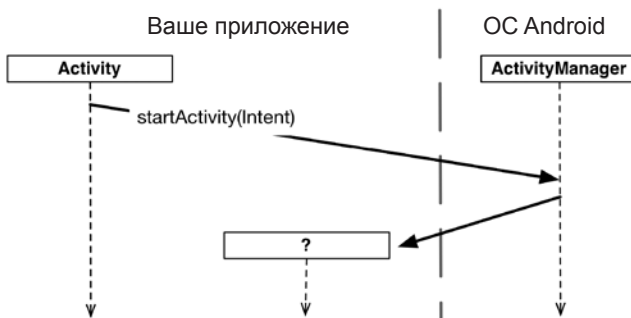 Ваше приложение
ОС Android
Activity
ActivityManager
startActivity(Intent)
?